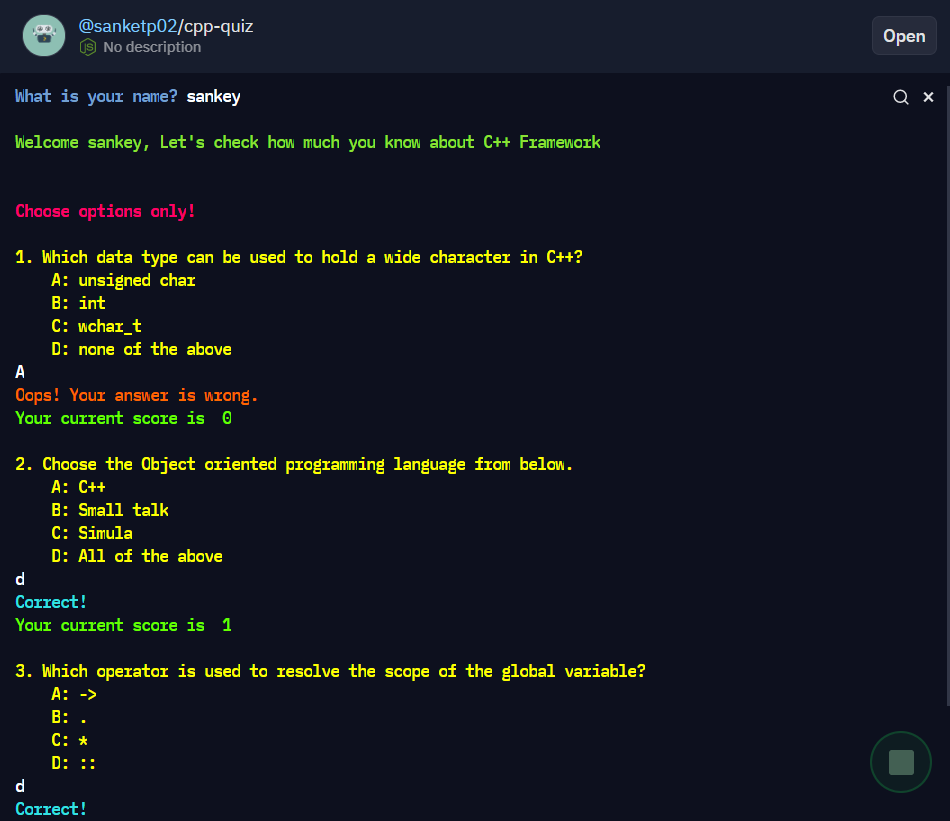 @sanketp02/cpp-quiz
No description
Open
What is your name? sankey
Welcome sankey, Let's check how much you know about C++ Framework
Choose options only!
1. Which data type can be used to hold a wide character in C++?
A: unsigned char
B: int
C: wchar_t
D: none of the above
A
Oops! Your answer is wrong.
Your current score is  0
2. Choose the Object oriented programming language from below.
A: C++
B: Small talk
C: Simula
D: All of the above
d
Correct!
Your current score is  1
3. Which operator is used to resolve the scope of the global variable?
A: ->
B: .
C: *
D: ::
d
Correct!